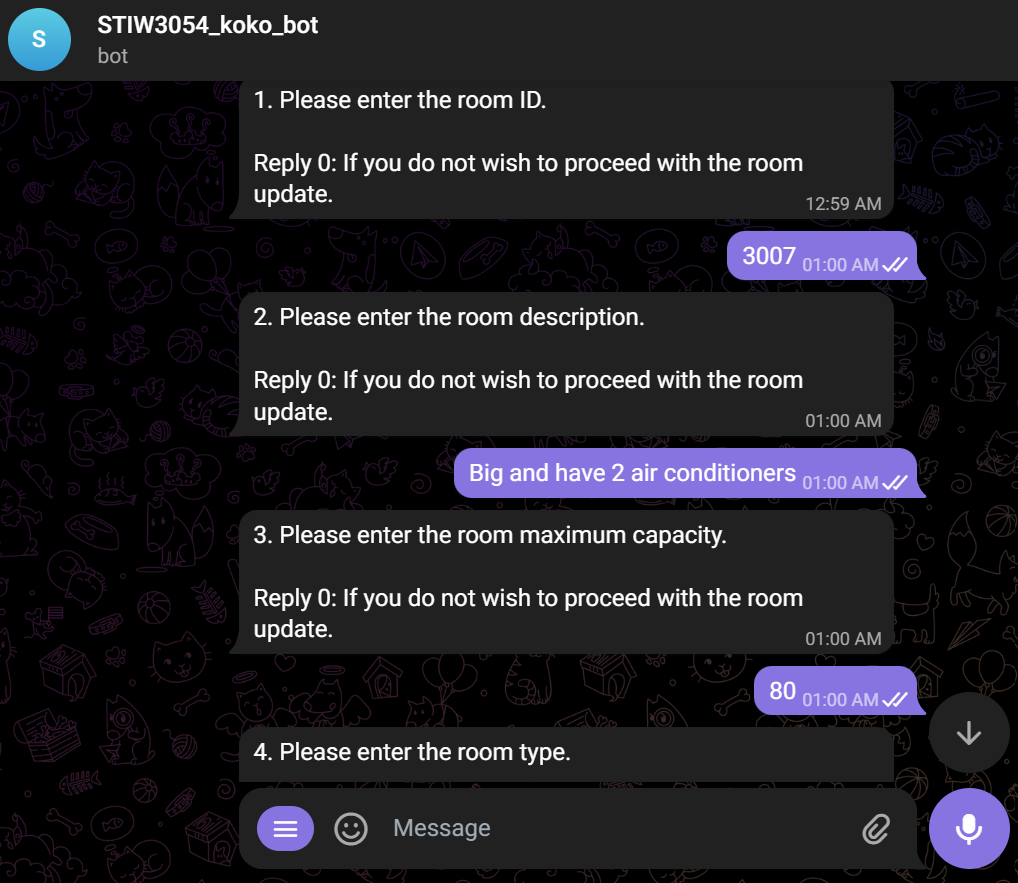 S
STIW3054_koko_bot
bot
1. Please enter the room ID.
Reply 0: If you do not wish to proceed with the room
update.
12:59 AM
3007 01:00 AM
2. Please enter the room description.
Reply 0: If you do not wish to proceed with the room
update.
01:00 AM
Big and have 2 air conditioners 01:00 AM
3. Please enter the room maximum capacity.
Reply 0: If you do not wish to proceed with the room
update.
01:00 AM
80 01:00 AM
4. Please enter the room type.
Message